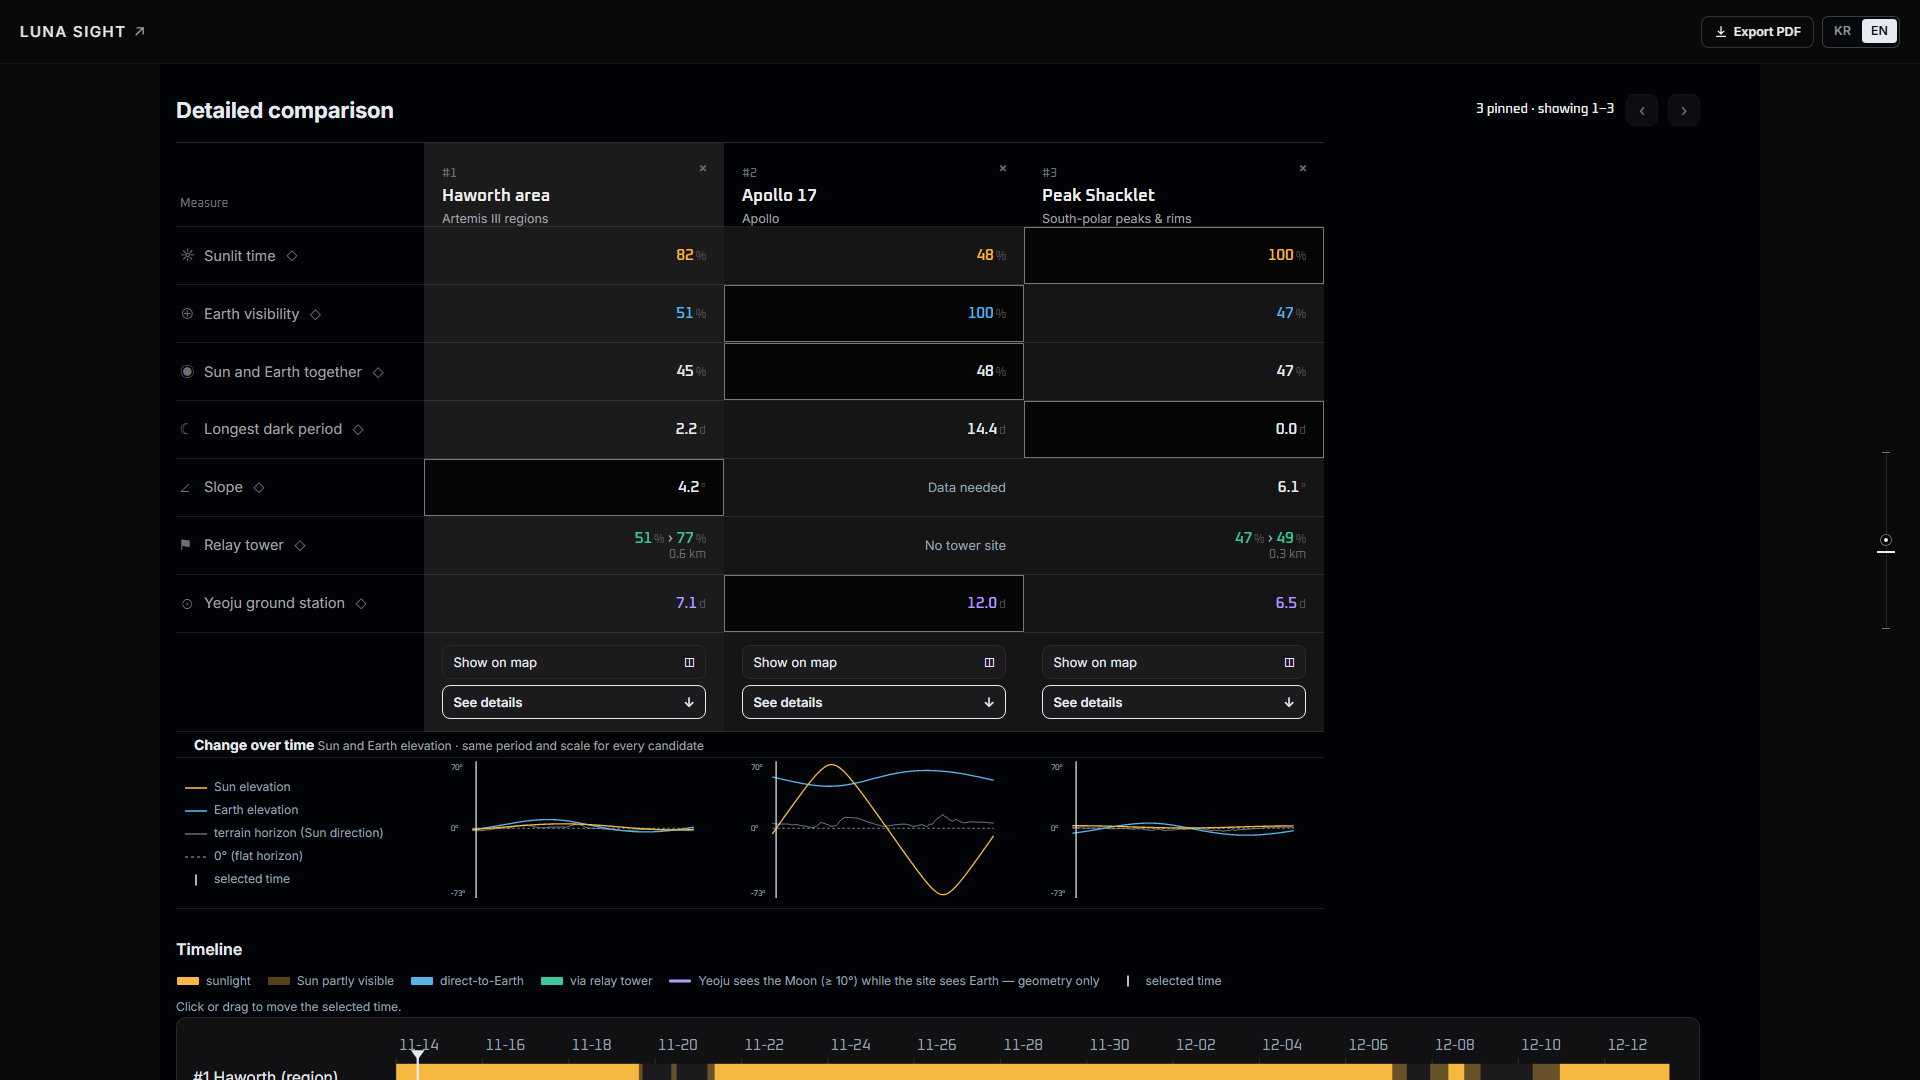 LUNA SIGHT ↗
Export PDF
KR EN
Detailed comparison
3 pinned · showing 1–3
Measure
#1
Haworth area
Artemis III regions
#2
Apollo 17
Apollo
#3
Peak Shacklet
South-polar peaks & rims
Sunlit time 82 % 48 % 100 %
Earth visibility 51 % 100 % 47 %
Sun and Earth together 45 % 48 % 47 %
Longest dark period 2.2 d 14.4 d 0.0 d
Slope 4.2 ° Data needed 6.1 °
Relay tower 51 % › 77 % No tower site 47 % › 49 %
0.6 km 0.3 km
Yeoju ground station 7.1 d 12.0 d 6.5 d
Show on map Show on map Show on map
See details See details See details
Change over time Sun and Earth elevation · same period and scale for every candidate
Sun elevation
Earth elevation
terrain horizon (Sun direction)
0° (flat horizon)
selected time
70° 70° 70°
0° 0° 0°
-73° -73° -73°
Timeline
sunlight Sun partly visible direct-to-Earth via relay tower Yeoju sees the Moon (≥ 10°) while the site sees Earth — geometry only selected time
Click or drag to move the selected time.
11-14 11-16 11-18 11-20 11-22 11-24 11-26 11-28 11-30 12-02 12-04 12-06 12-08 12-10 12-12
#1 Haworth (region)